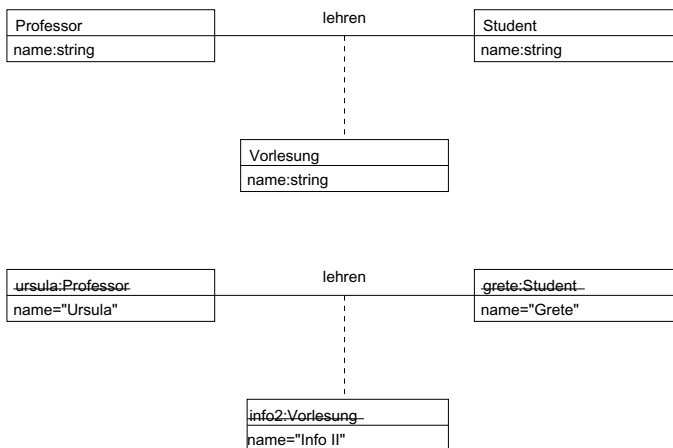 lehren
Professor
name:string
Student
name:string
Vorlesung
name:string
lehren
ursula:Professor
name="Ursula"
grete:Student
name="Grete"
info2:Vorlesung
name="Info II"